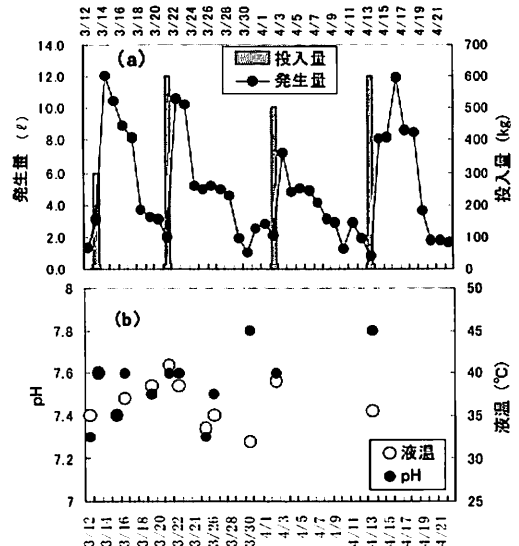 3/12 3/14 3/16 3/18 3/20 3/22 3/24 3/26 3/28 3/30 4/1 4/3 4/5 4/7 4/9 4/11 4/13 4/15 4/17 4/19 4/21
(a)
投入量
発生量
14.0 12.0 10.0 8.0 6.0 4.0 2.0 0.0
発生量 (ℓ)
700 600 500 400 300 200 100 0
投入量 (kg)
(b)
8 7.8 7.6 7.4 7.2 7
pH
50 45 40 35 30 25
液温 (℃)
液温
pH
3/12 3/14 3/16 3/18 3/20 3/22 3/24 3/26 3/28 3/30 4/1 4/3 4/5 4/7 4/9 4/11 4/13 4/15 4/17 4/19 4/21